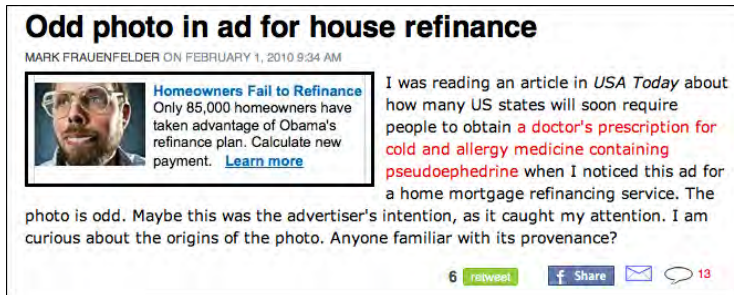 Odd photo in ad for house refinance
MARK FRAUENFELDER ON FEBRUARY 1, 2010 9:34 AM
Homeowners Fail to Refinance
Only 85,000 homeowners have
taken advantage of Obama's
refinance plan. Calculate new
payment. Learn more
I was reading an article in USA Today about
how many US states will soon require
people to obtain a doctor's prescription for
cold and allergy medicine containing
pseudoephedrine when I noticed this ad for
a home mortgage refinancing service. The
photo is odd. Maybe this was the advertiser's intention, as it caught my attention. I am
curious about the origins of the photo. Anyone familiar with its provenance?
6 retweet f Share 13